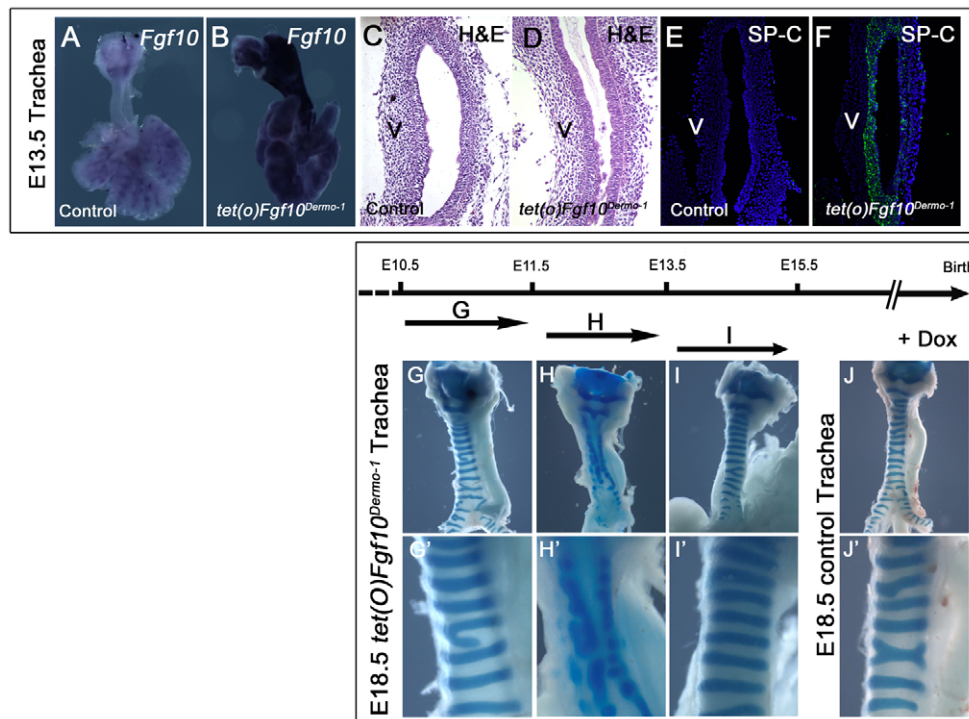 E13.5 Trachea
A
Fgf10
Control
B
Fgf10
tet(o)Fgf10Dermo-1
C
H&E
V
Control
D
H&E
V
tet(o)Fgf10Dermo-1
E
SP-C
V
F
SP-C
V
tet(o)Fgf10Dermo-1
E10.5
E11.5
E13.5
E15.5
Birth
G
H
I
+ Dox
E18.5 tet(O)Fgf10Dermo-1 Trachea
G
H
I
E18.5 control Trachea
J
G'
H'
I'
J'